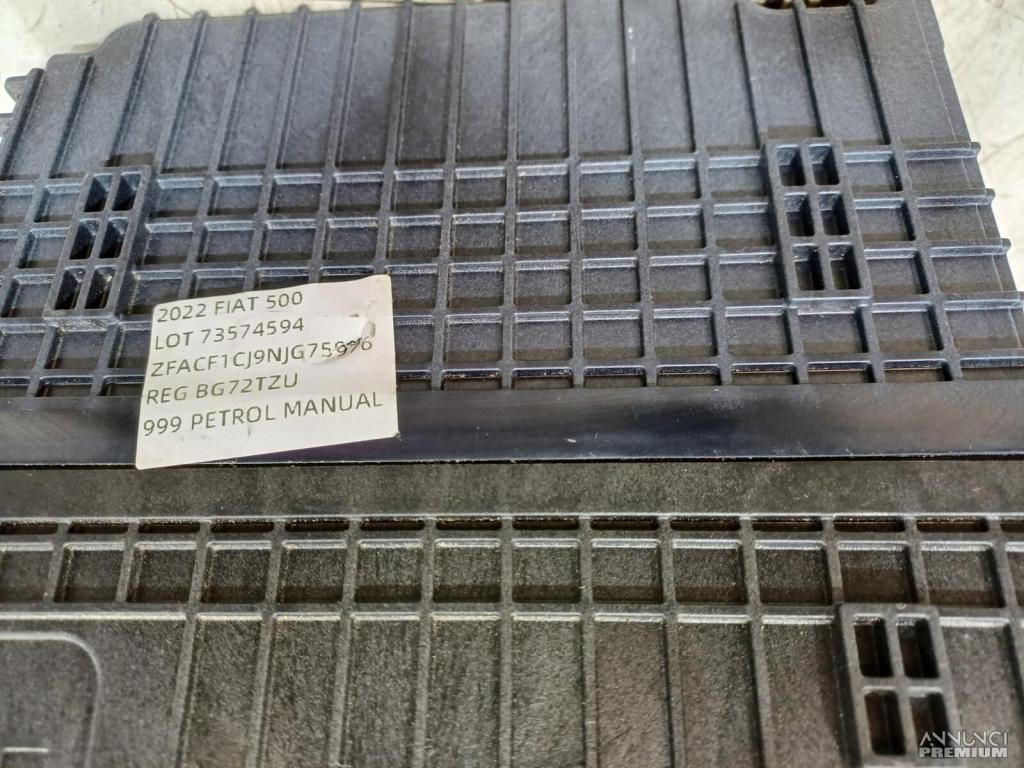 2022 FIAT 500
LOT 73574594
REG BG72TZU
999 PETROL MANUAL
ANNUNCI
PREMIUM